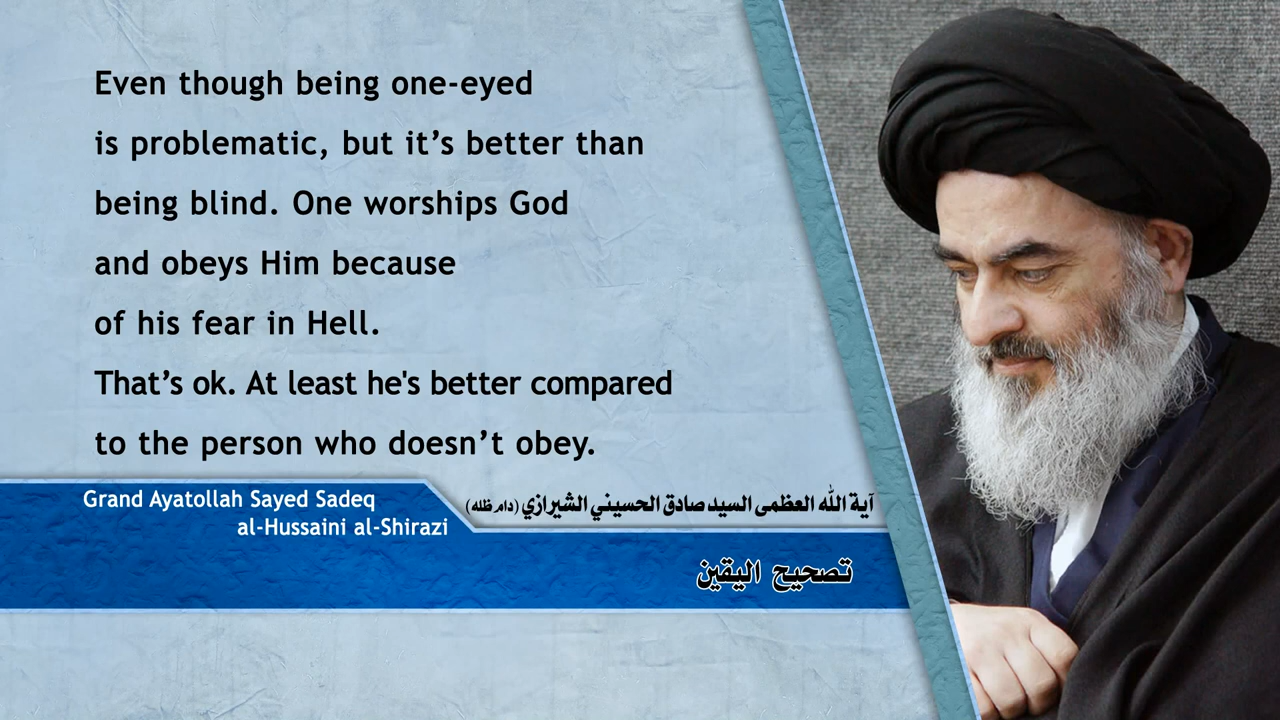 Even though being one-eyed
is problematic, but it’s better than
being blind. One worships God
and obeys Him because
of his fear in Hell.
That’s ok. At least he's better compared
to the person who doesn’t obey.
Grand Ayatollah Sayed Sadeq
al-Hussaini al-Shirazi
آية الله العظمى السيد صادق الحسيني الشيرازي (دام ظله)
تصحيح اليقين